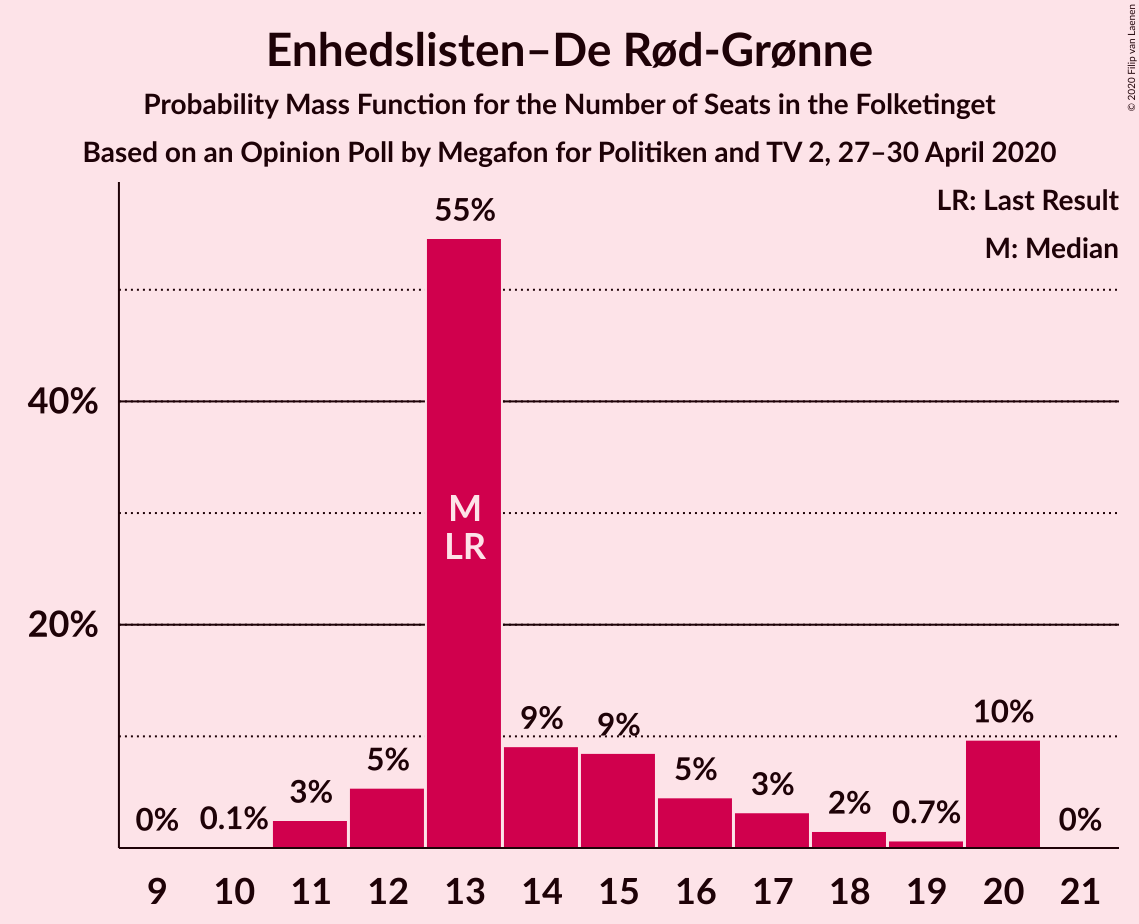 Enhedslisten–De Rød-Grønne
Probability Mass Function for the Number of Seats in the Folketinget
Based on an Opinion Poll by Megafon for Politiken and TV 2, 27–30 April 2020
© 2020 Filip van Laenen
LR: Last Result
M: Median
55%
40%
M
LR
20%
0% 0.1% 3% 5% 9% 9% 5% 3% 2% 0.7% 10% 0%
9 10 11 12 13 14 15 16 17 18 19 20 21